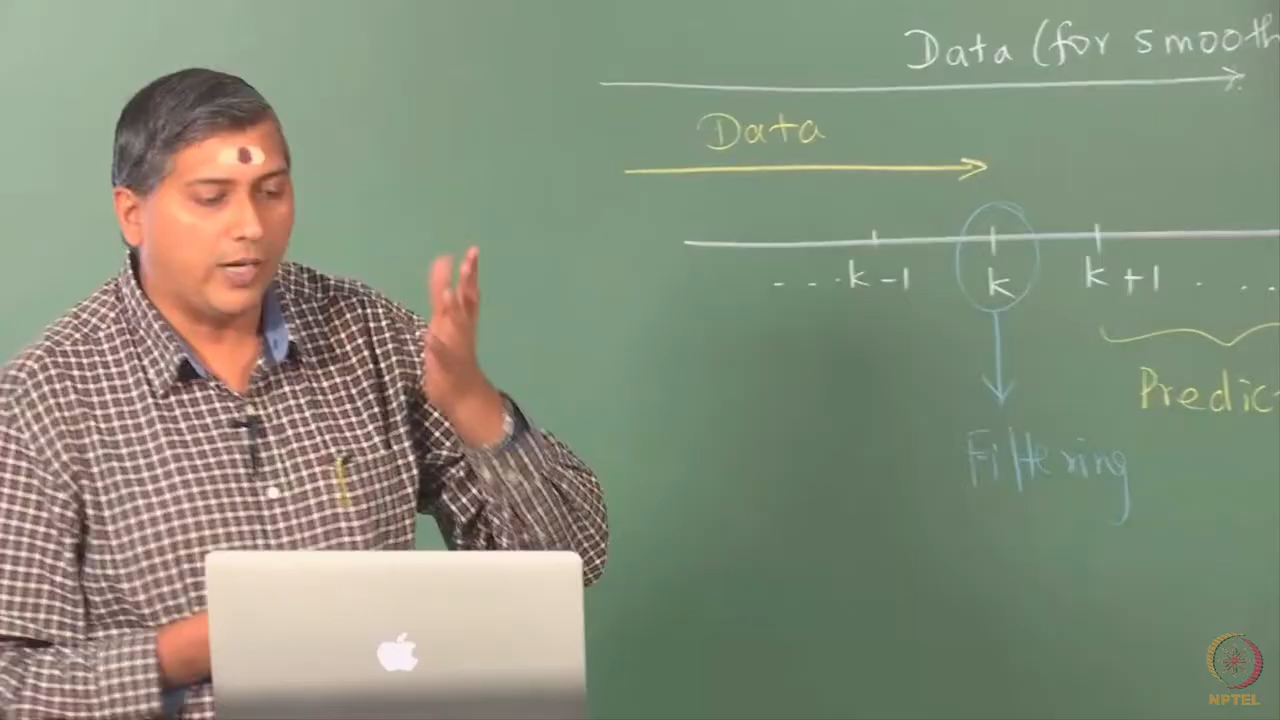 Data (for smooth
Data
- - - . k-1 k k+1 . . . .
Predic
Filtering
NPTEL